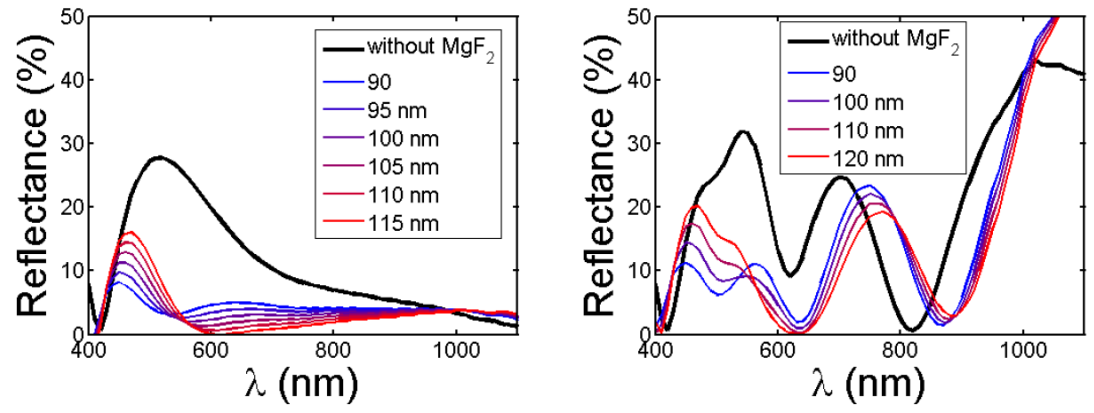 50
40
30
20
10
0
Reflectance (%)
without MgF₂
90
95 nm
100 nm
105 nm
110 nm
115 nm
400 600 800 1000
λ (nm)
50
40
30
20
10
0
Reflectance (%)
without MgF₂
90
100 nm
110 nm
120 nm
400 600 800 1000
λ (nm)